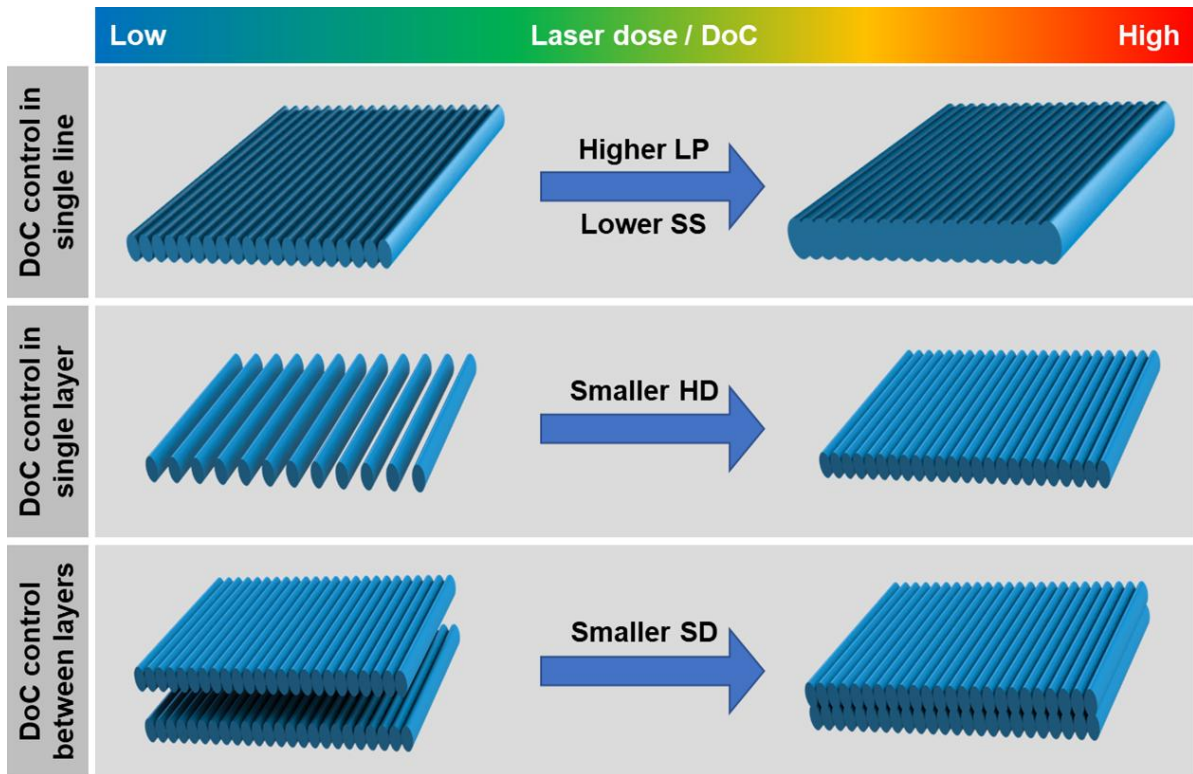 Low
Laser dose / DoC
High
DoC control in
single line
Higher LP
Lower SS
DoC control in
single layer
Smaller HD
DoC control
between layers
Smaller SD